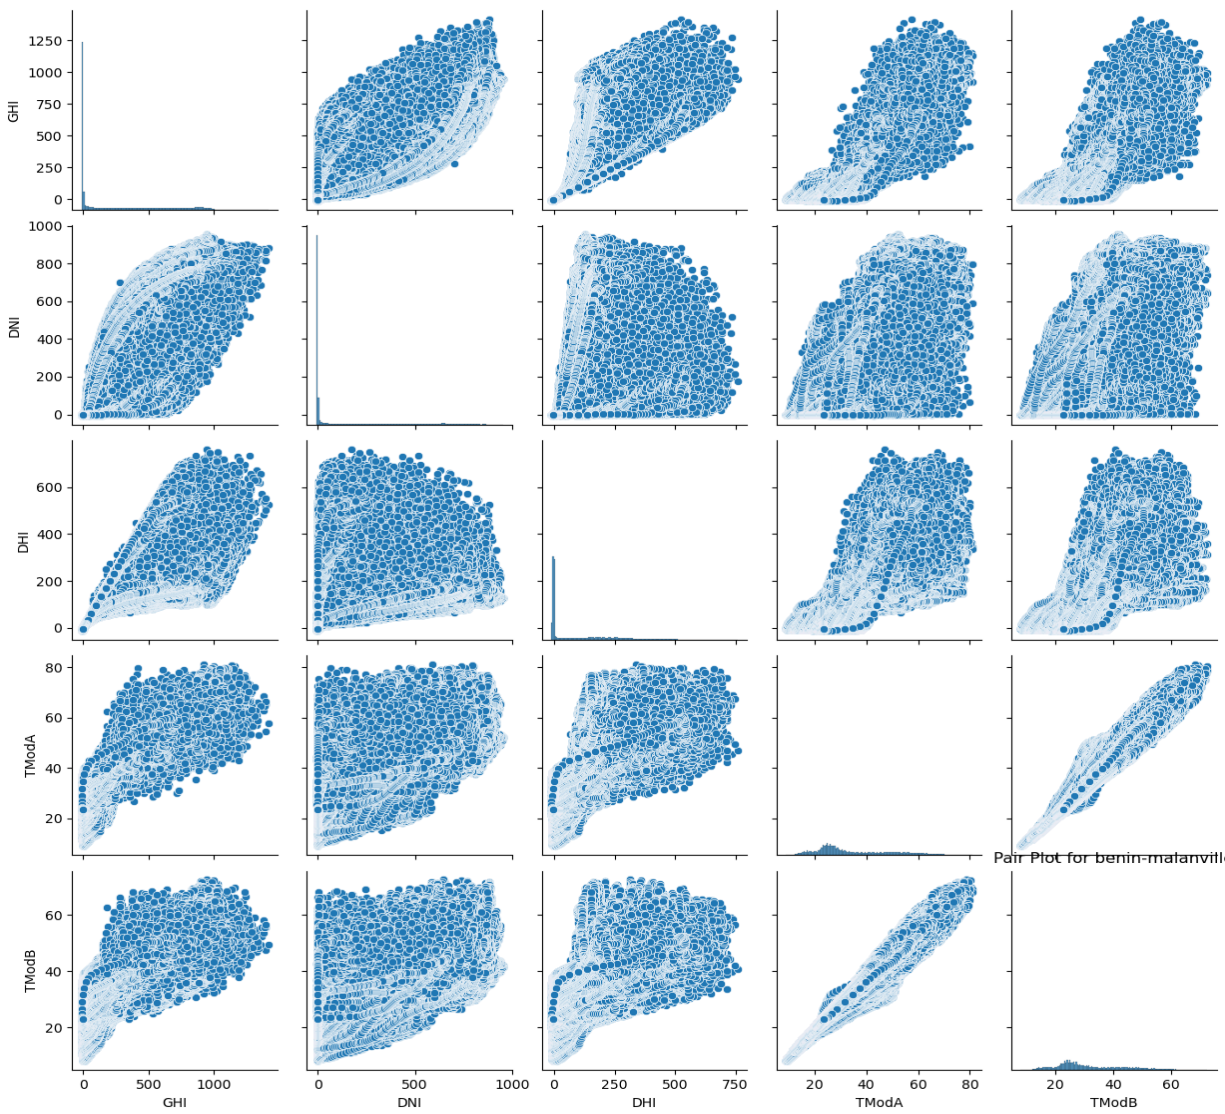 1250
1000
750
500
250
0
GHI
1000
800
600
400
200
0
DNI
600
400
200
0
DHI
80
60
40
20
TModA
Pair Plot for benin-malanville
60
40
20
TModB
0 500 1000
0 500 1000
0 250 500 750
20 40 60 80
20 40 60
GHI DNI DHI TModA TModB